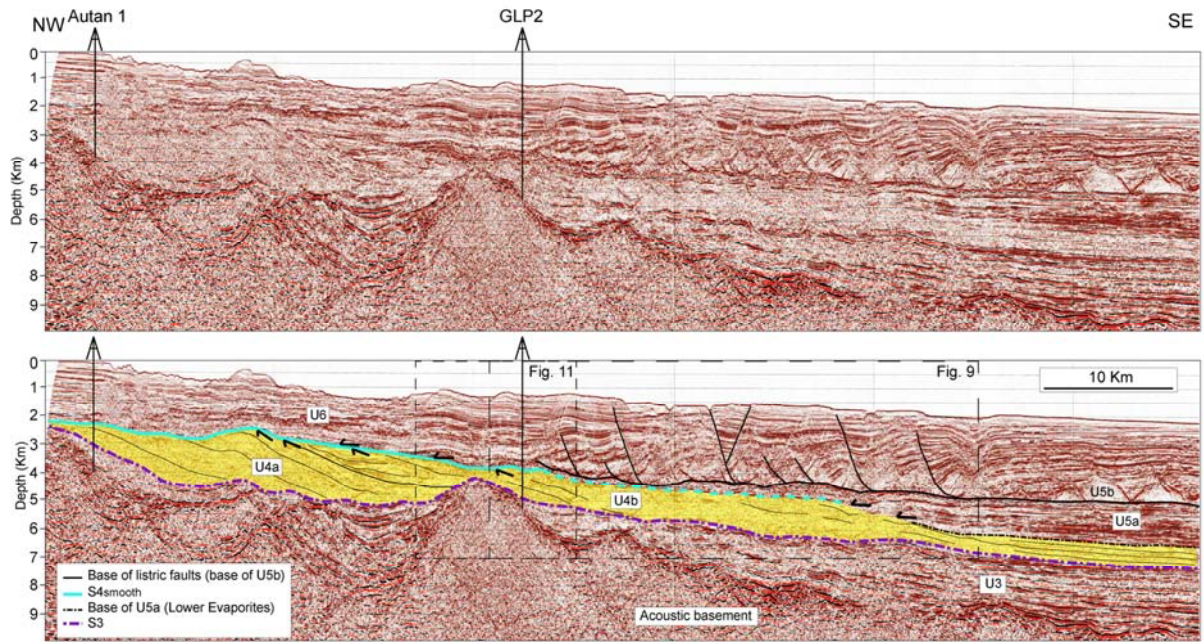 NW
Autan 1
GLP2
SE
0
1
2
3
4
5
6
7
8
9
Depth (Km)
0
1
2
3
4
5
6
7
8
9
Depth (Km)
Fig. 11
Fig. 9
10 Km
U6
U4a
U4b
U5b
U5a
U3
Acoustic basement
Base of listric faults (base of U5b)
S4smooth
Base of U5a (Lower Evaporites)
S3